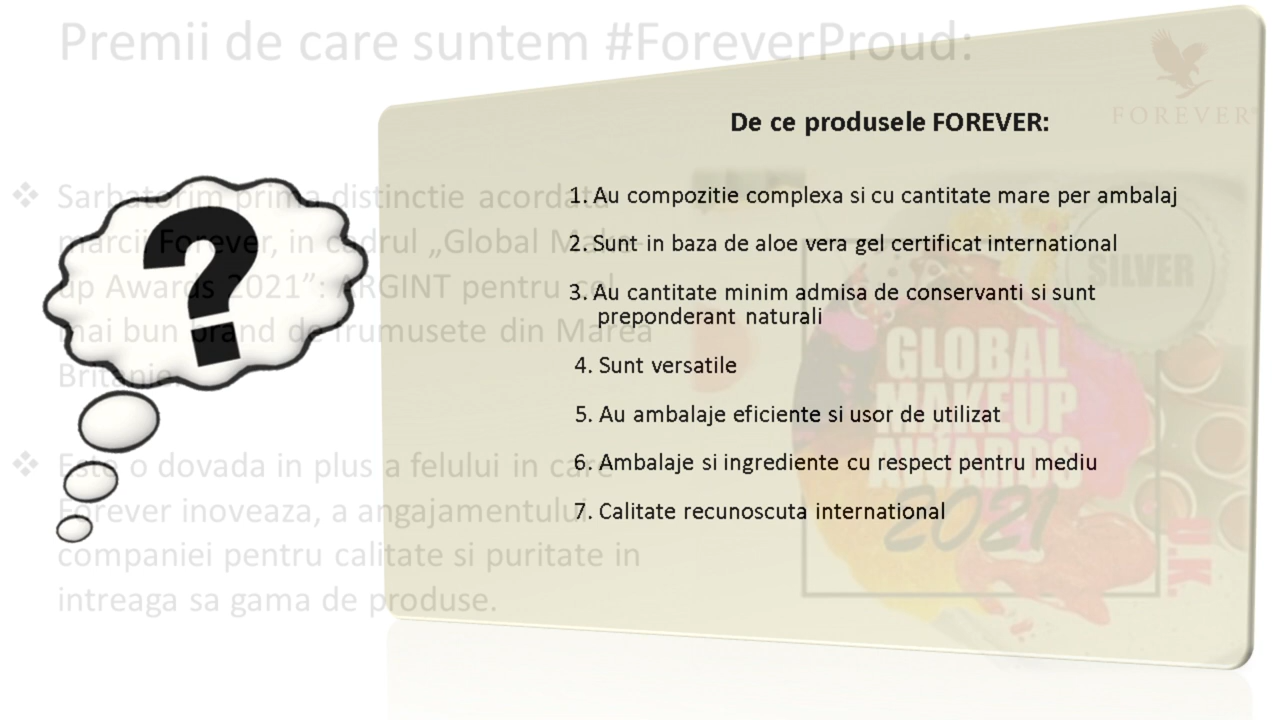 Premii de care suntem #ForeverProud:
FOREVER
De ce produsele FOREVER:
❖ Sarbatorim prima distinctie acordata
marcii Forever, in cadrul „Global Make-
up Awards 2021”: ARGINT pentru cel
mai bun brand de frumusete din Marea
Britanie.
❖ Este o dovada in plus a felului in care
Forever inoveaza, a angajamentului
companiei pentru calitate si puritate in
intreaga sa gama de produse.
1. Au compozitie complexa si cu cantitate mare per ambalaj
2. Sunt in baza de aloe vera gel certificat international
3. Au cantitate minim admisa de conservanti si sunt
preponderant naturali
4. Sunt versatile
5. Au ambalaje eficiente si usor de utilizat
6. Ambalaje si ingrediente cu respect pentru mediu
7. Calitate recunoscuta international
SILVER
GLOBAL
MAKEUP
AWARDS
2021
U.K.
?